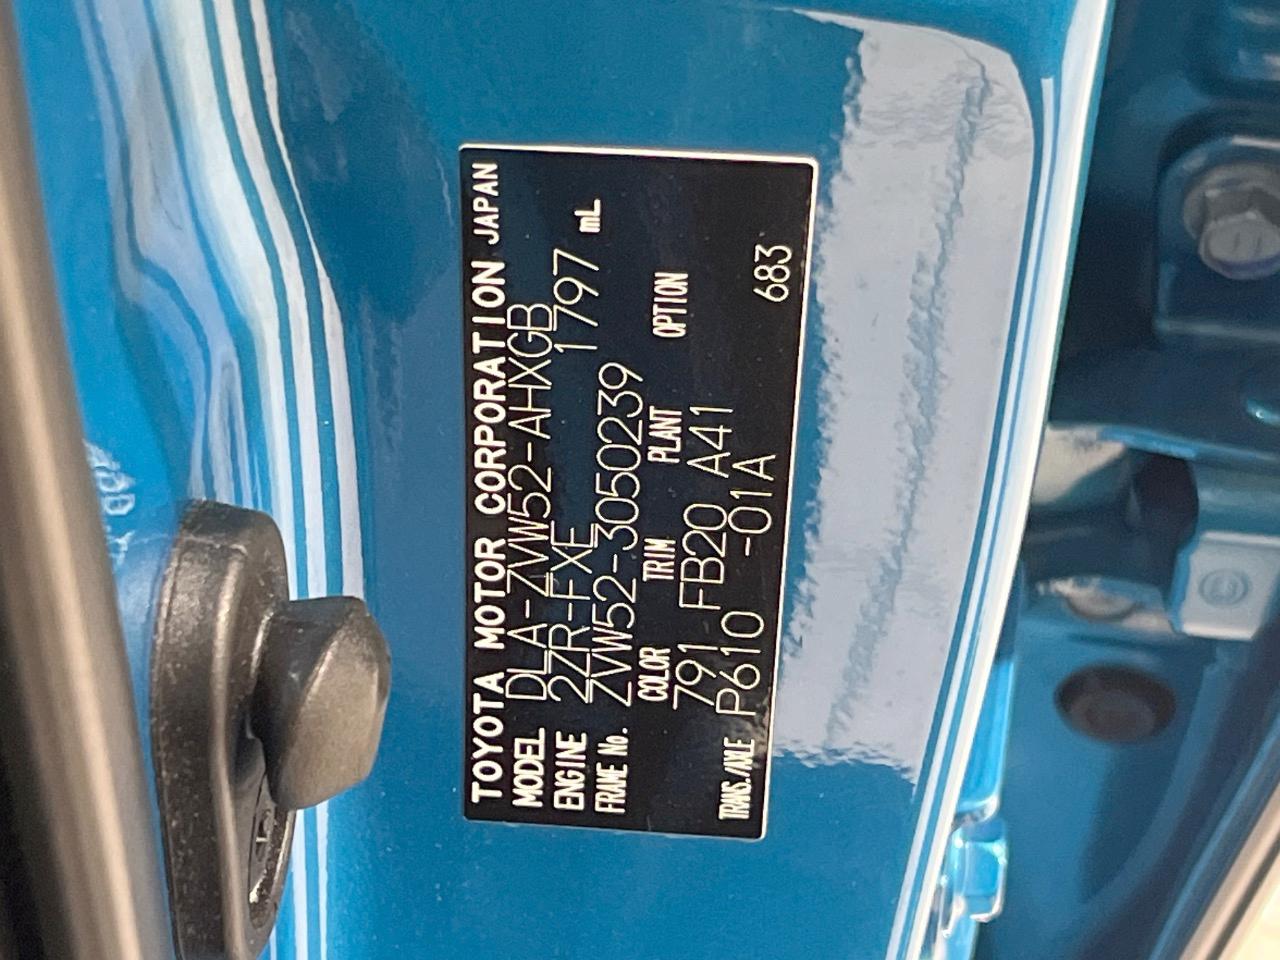 TOYOTA MOTOR CORPORATION JAPAN
MODEL DLA-ZVW52-AHXGB
ENGINE 2ZR-FXE 1797 mL
FRAME No. ZVW52-3050239
COLOR TRIM PLANT OPTION
791 FB20 A41
TRANS./AXLE P610 -01A 683